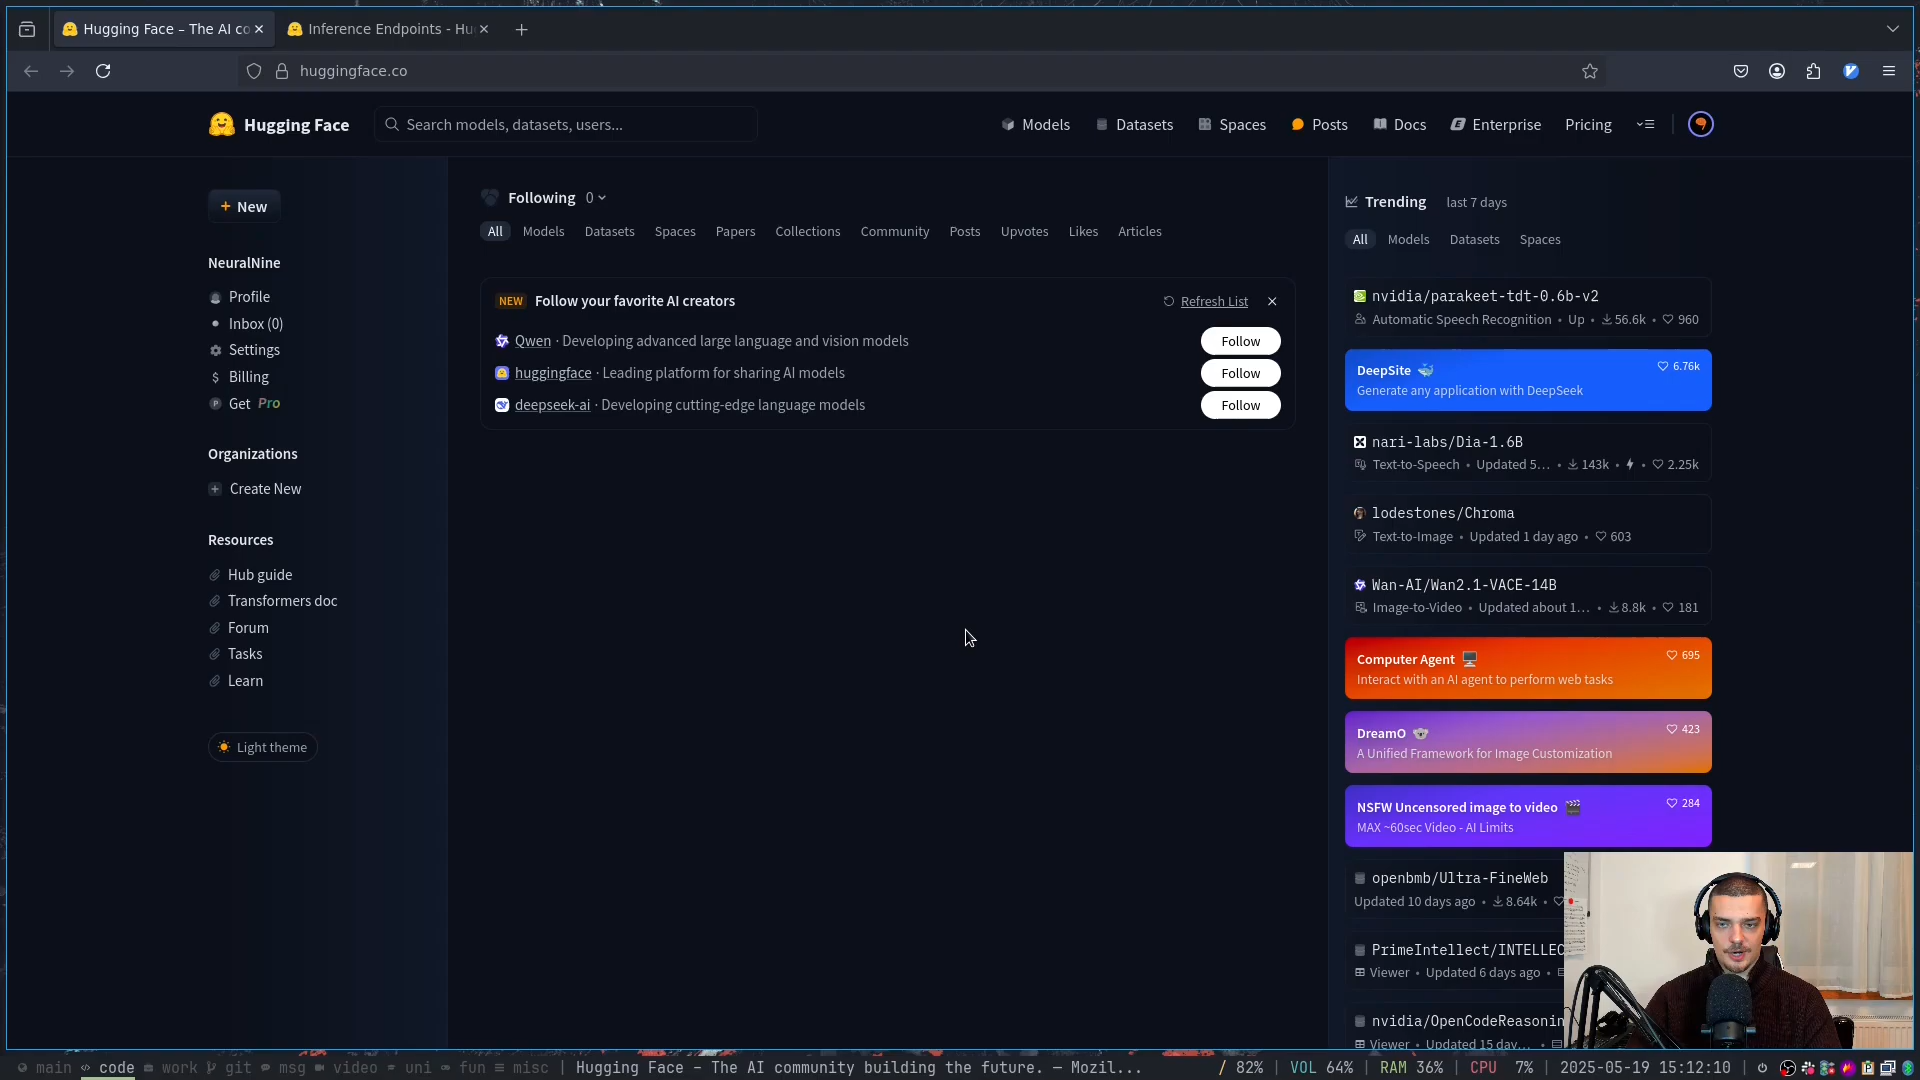 Hugging Face – The AI co
Inference Endpoints - Hu
huggingface.co
Hugging Face
Search models, datasets, users...
Models
Datasets
Spaces
Posts
Docs
Enterprise
Pricing
+ New
NeuralNine
Profile
Inbox (0)
Settings
Billing
Get Pro
Organizations
Create New
Resources
Hub guide
Transformers doc
Forum
Tasks
Learn
Light theme
Following 0
All Models Datasets Spaces Papers Collections Community Posts Upvotes Likes Articles
NEW Follow your favorite AI creators
Refresh List
Qwen · Developing advanced large language and vision models
Follow
huggingface · Leading platform for sharing AI models
Follow
deepseek-ai · Developing cutting-edge language models
Follow
Trending last 7 days
All Models Datasets Spaces
nvidia/parakeet-tdt-0.6b-v2
Automatic Speech Recognition • Up • 56.6k • 960
DeepSite
6.76k
Generate any application with DeepSeek
nari-labs/Dia-1.6B
Text-to-Speech • Updated 5… • 143k • • 2.25k
lodestones/Chroma
Text-to-Image • Updated 1 day ago • 603
Wan-AI/Wan2.1-VACE-14B
Image-to-Video • Updated about 1… • 8.8k • 181
Computer Agent
695
Interact with an AI agent to perform web tasks
DreamO
423
A Unified Framework for Image Customization
NSFW Uncensored image to video
284
MAX ~60sec Video - AI Limits
openbmb/Ultra-FineWeb
Updated 10 days ago • 8.64k •
PrimeIntellect/INTELLEC
Viewer • Updated 6 days ago •
nvidia/OpenCodeReasonin
Viewer • Updated 15 day…
main code work git msg video uni fun misc | Hugging Face – The AI community building the future. — Mozil... / 82% | VOL 64% | RAM 36% | CPU 7% | 2025-05-19 15:12:10 |